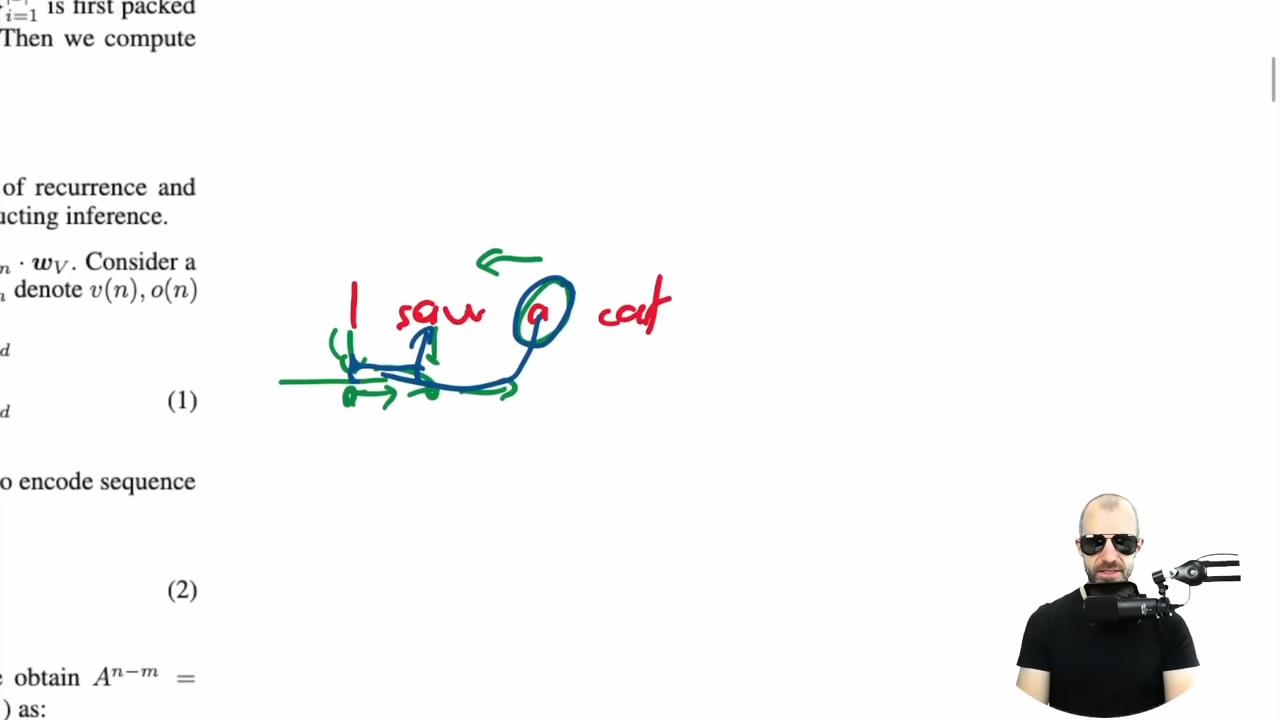 i=1 is first packed
Then we compute
of recurrence and
ucting inference.
n · wV. Consider a
n denote v(n), o(n)
I saw a cat
d
(1)
d
o encode sequence
(2)
obtain A^{n−m} =
) as: